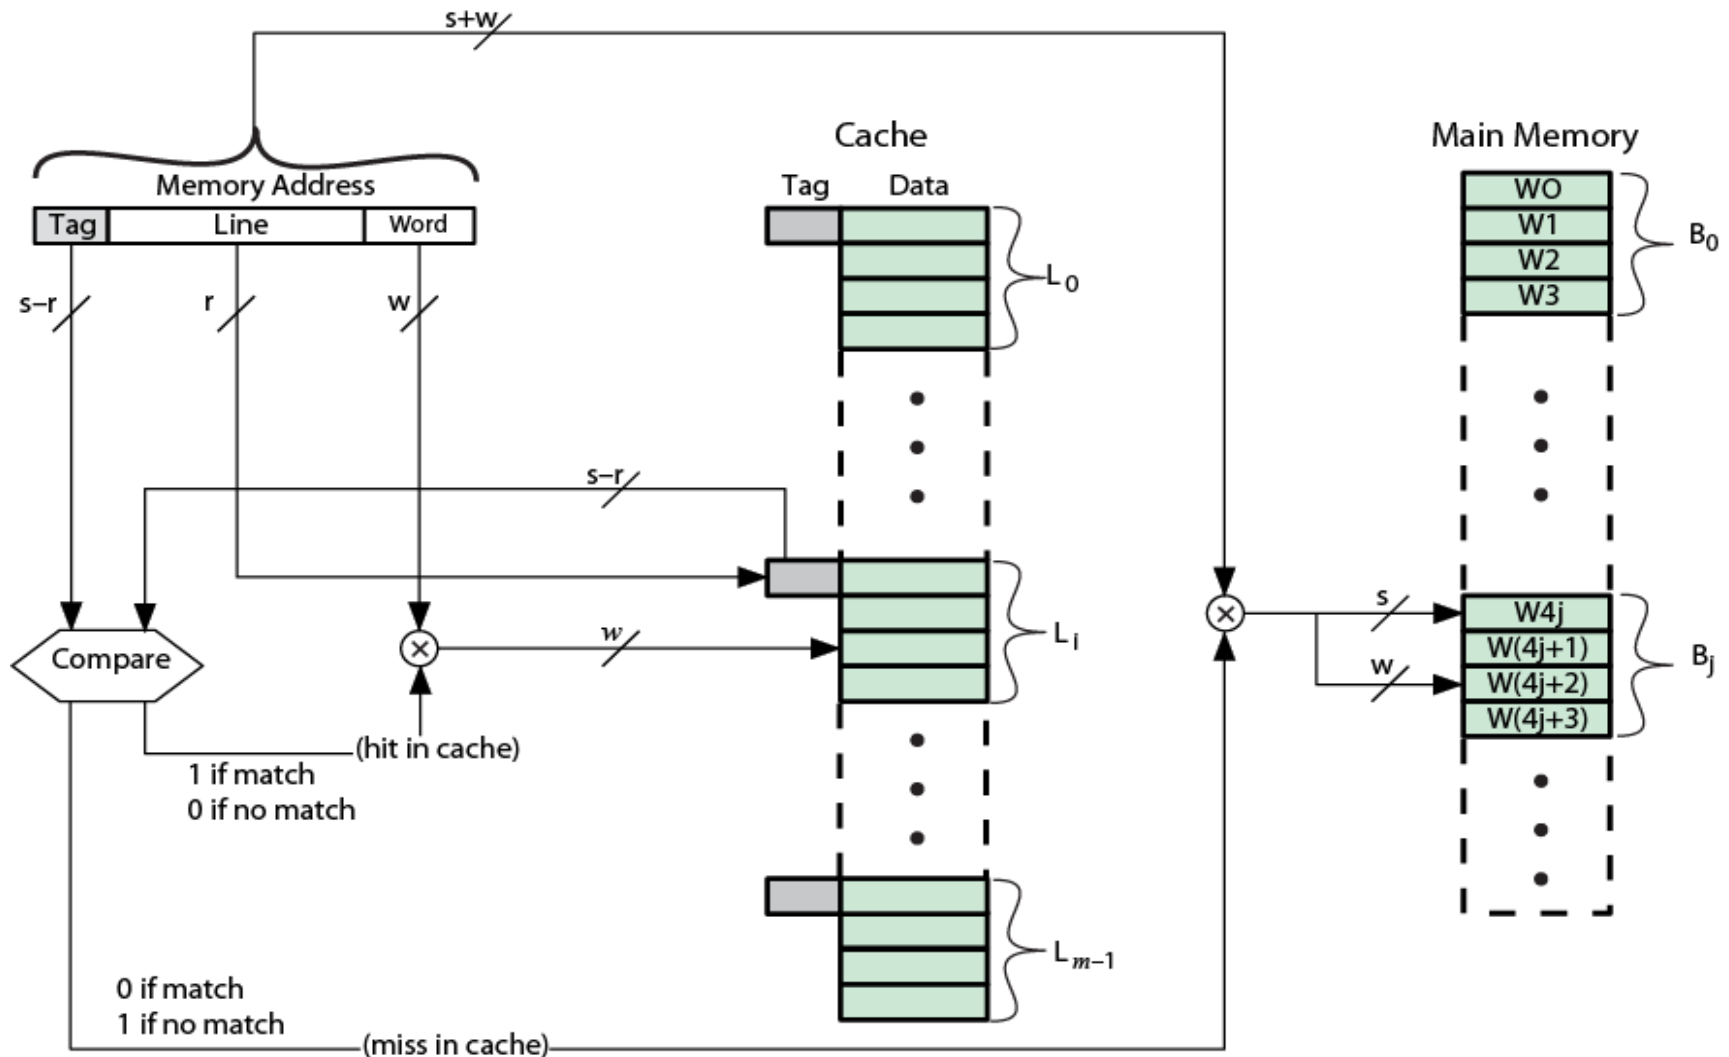 s+w
Cache
Main Memory
Memory Address
Tag Data
Tag Line Word
WO
W1
W2
W3
B0
L0
s–r
r
w
s–r
Compare
w
Li
s
w
W4j
W(4j+1)
W(4j+2)
W(4j+3)
Bj
(hit in cache)
1 if match
0 if no match
Lm–1
0 if match
1 if no match
(miss in cache)